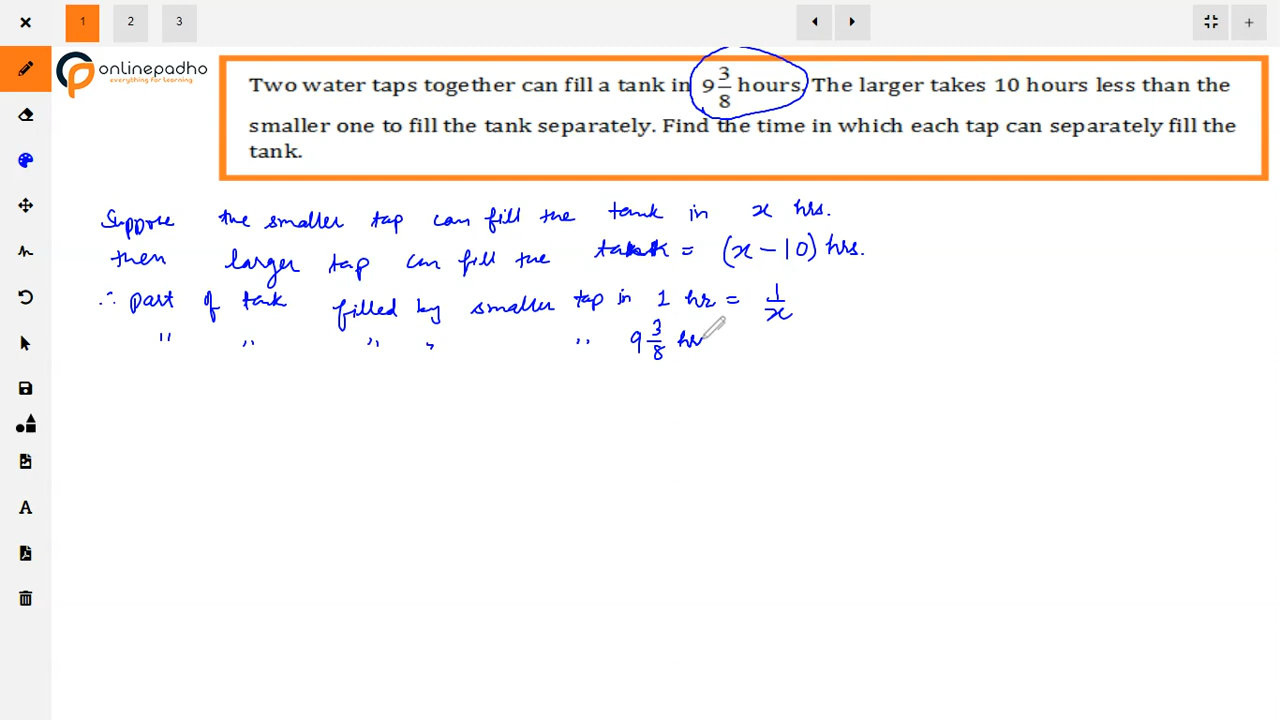 1 2 3
onlinepadho
everything for learning
Two water taps together can fill a tank in 9 3/8 hours. The larger takes 10 hours less than the
smaller one to fill the tank separately. Find the time in which each tap can separately fill the
tank.
Suppose the smaller tap can fill the tank in x hrs.
then larger tap can fill the tank = (x - 10) hrs.
∴ part of tank filled by smaller tap in 1 hr = 1/x
" " " " " 9 3/8 hr
A